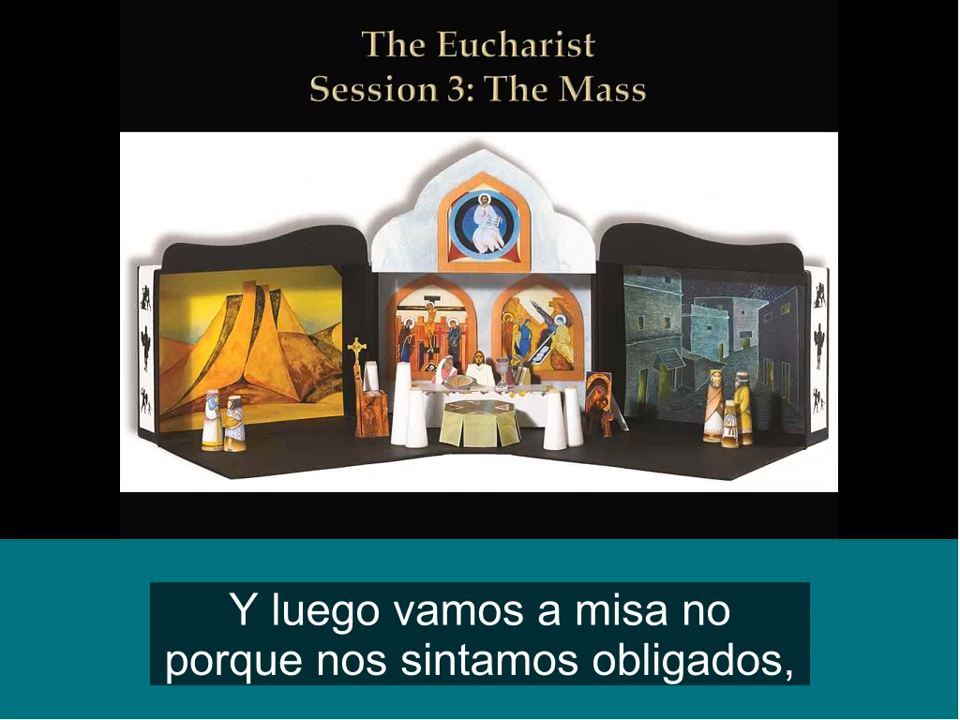 The Eucharist
Session 3: The Mass
Y luego vamos a misa no
porque nos sintamos obligados,